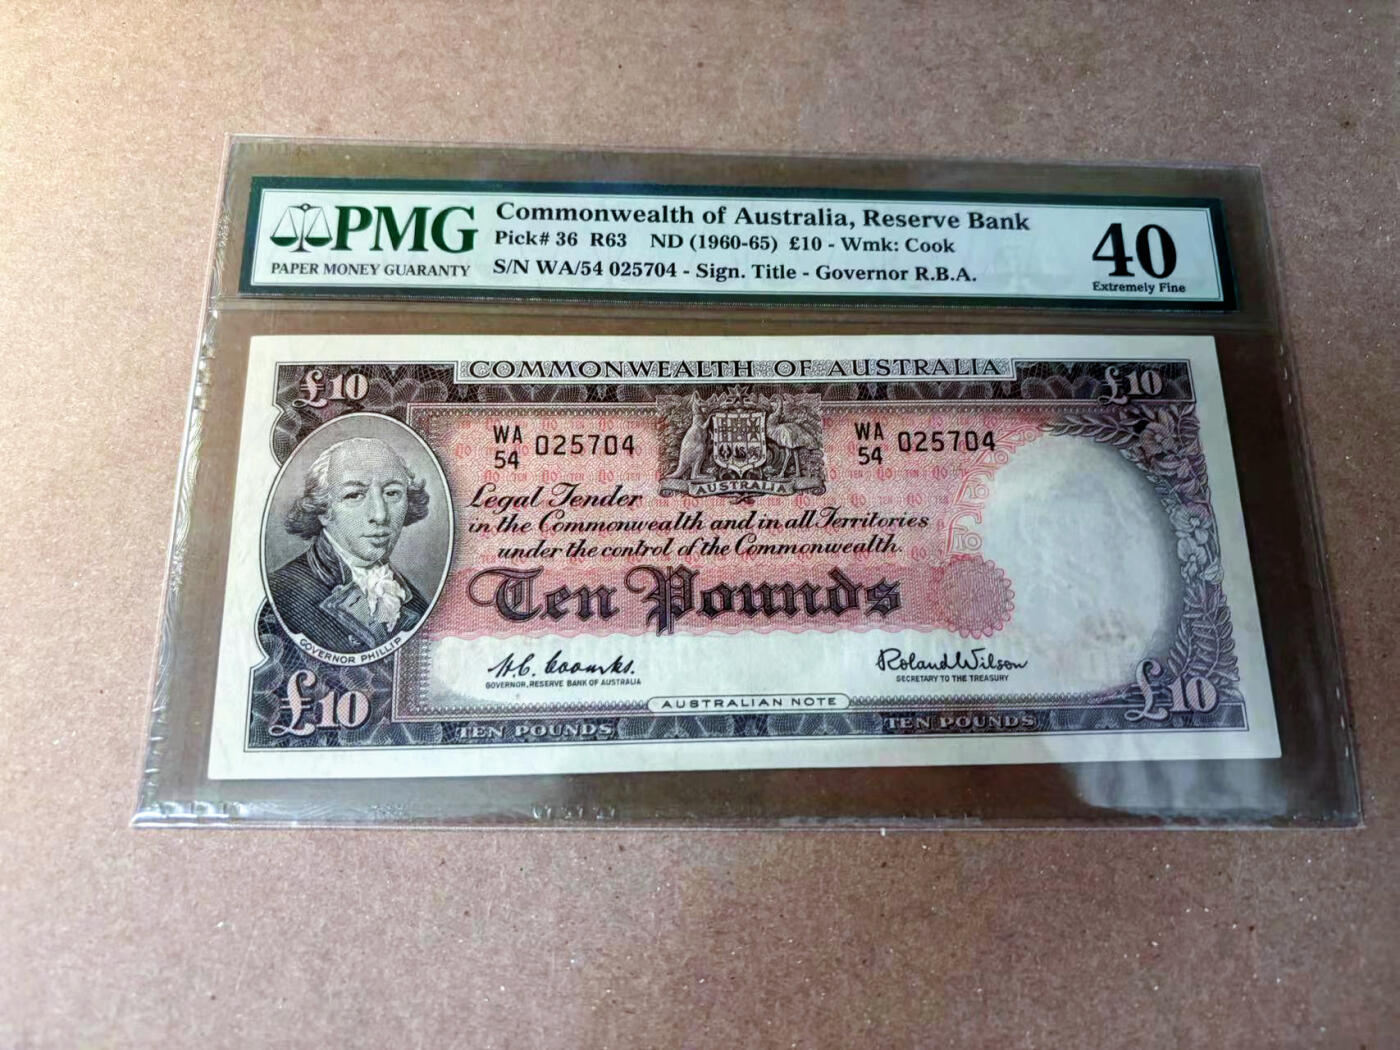 PMG
PAPER MONEY GUARANTY
Commonwealth of Australia, Reserve Bank
Pick# 36 R63 ND (1960-65) £10 - Wmk: Cook
S/N WA/54 025704 - Sign. Title - Governor R.B.A.
40
Extremely Fine
COMMONWEALTH OF AUSTRALIA
£10 £10
WA 54 025704
WA 54 025704
AUSTRALIA
Legal Tender
in the Commonwealth and in all Territories
under the control of the Commonwealth.
Ten Pounds
GOVERNOR PHILLIP
H.C. Coombs.
GOVERNOR, RESERVE BANK OF AUSTRALIA
Roland Wilson
SECRETARY TO THE TREASURY
£10 £10
AUSTRALIAN NOTE
TEN POUNDS TEN POUNDS